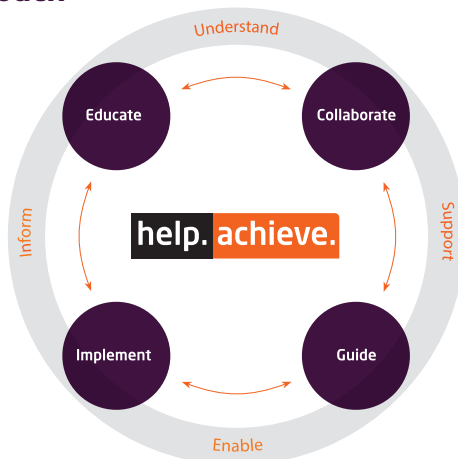 Understand
Educate
Collaborate
Inform
help. achieve.
Support
Implement
Guide
Enable